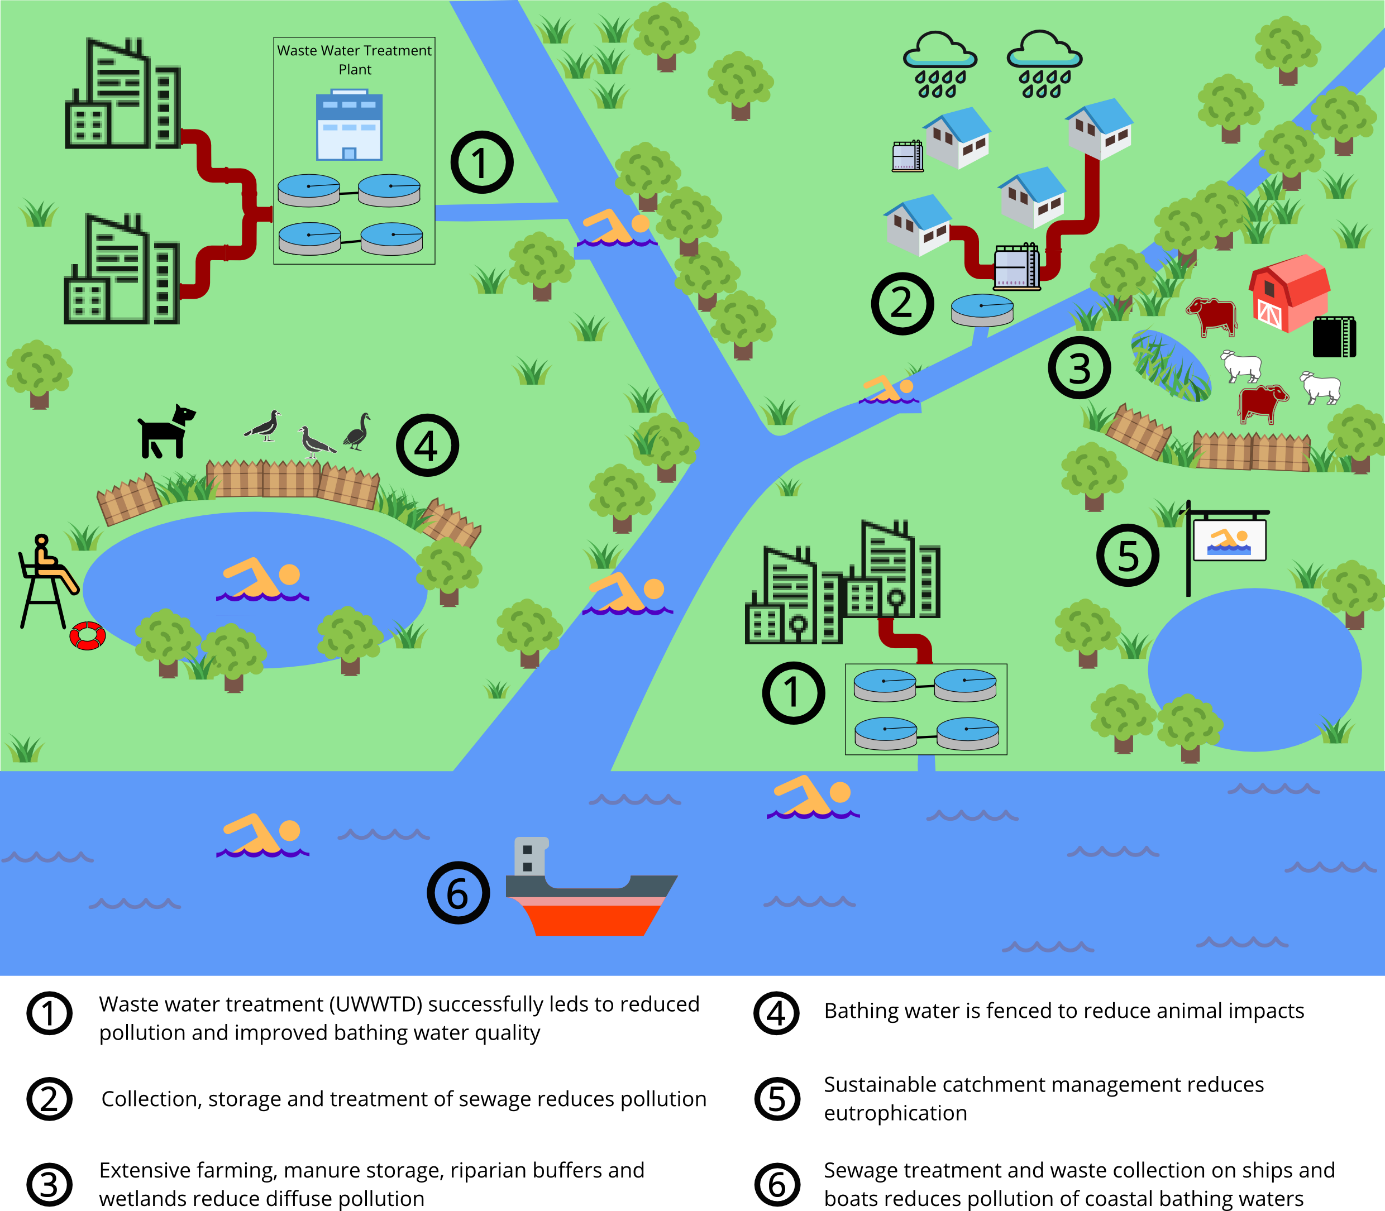 Waste Water Treatment
Plant
1
2
3
4
5
1
6
1
Waste water treatment (UWWTD) successfully leds to reduced
pollution and improved bathing water quality
2
Collection, storage and treatment of sewage reduces pollution
3
Extensive farming, manure storage, riparian buffers and
wetlands reduce diffuse pollution
4
Bathing water is fenced to reduce animal impacts
5
Sustainable catchment management reduces
eutrophication
6
Sewage treatment and waste collection on ships and
boats reduces pollution of coastal bathing waters